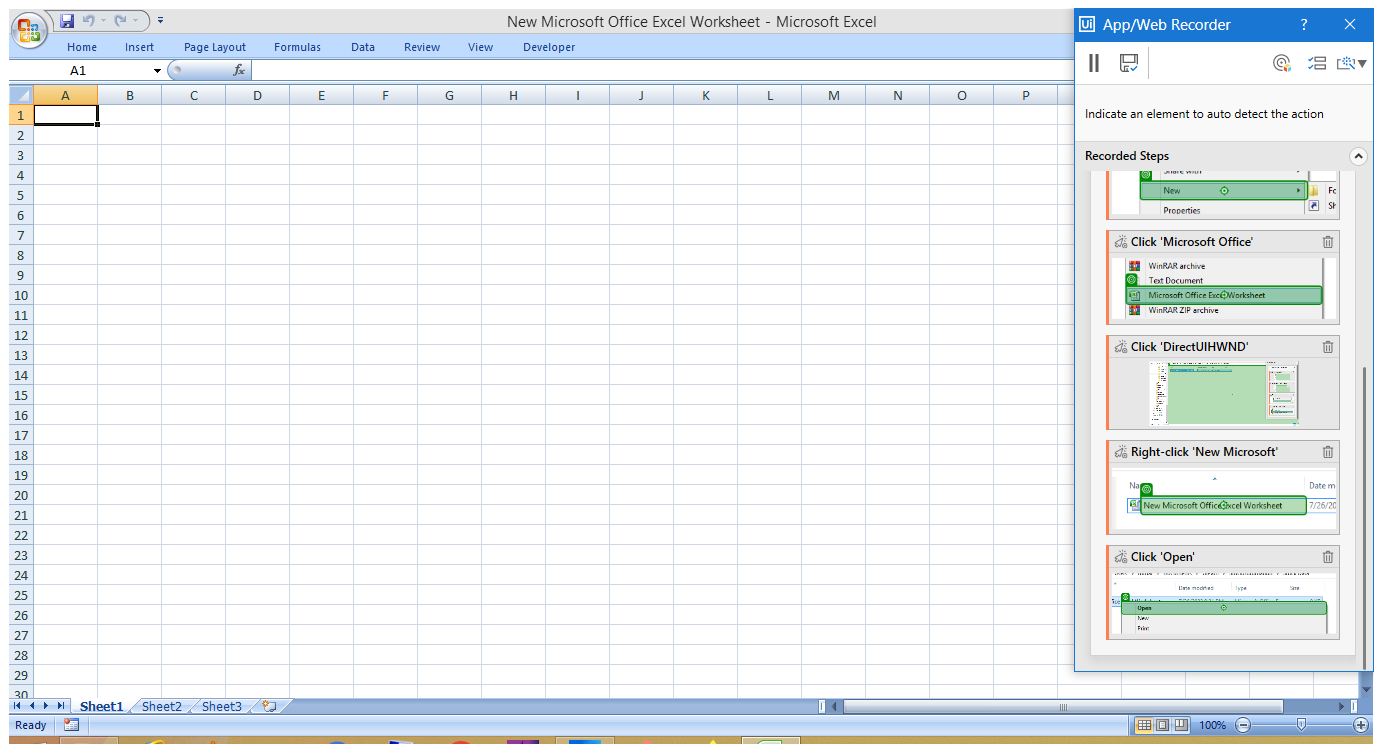 New Microsoft Office Excel Worksheet - Microsoft Excel
Home Insert Page Layout Formulas Data Review View Developer
A1 fx
A B C D E F G H I J K L M N O P
1
2
3
4
5
6
7
8
9
10
11
12
13
14
15
16
17
18
19
20
21
22
23
24
25
26
27
28
29
30
Sheet1 Sheet2 Sheet3
Ready 100%
Ui App/Web Recorder ?
Indicate an element to auto detect the action
Recorded Steps
Share with
New Fo
Properties Sh
Click 'Microsoft Office'
WinRAR archive
Text Document
Microsoft Office Excel Worksheet
WinRAR ZIP archive
Click 'DirectUIHWND'
Right-click 'New Microsoft'
Na Date m
New Microsoft Office Excel Worksheet 7/26/20
Click 'Open'
Date modified Type Size
Open
New
Print